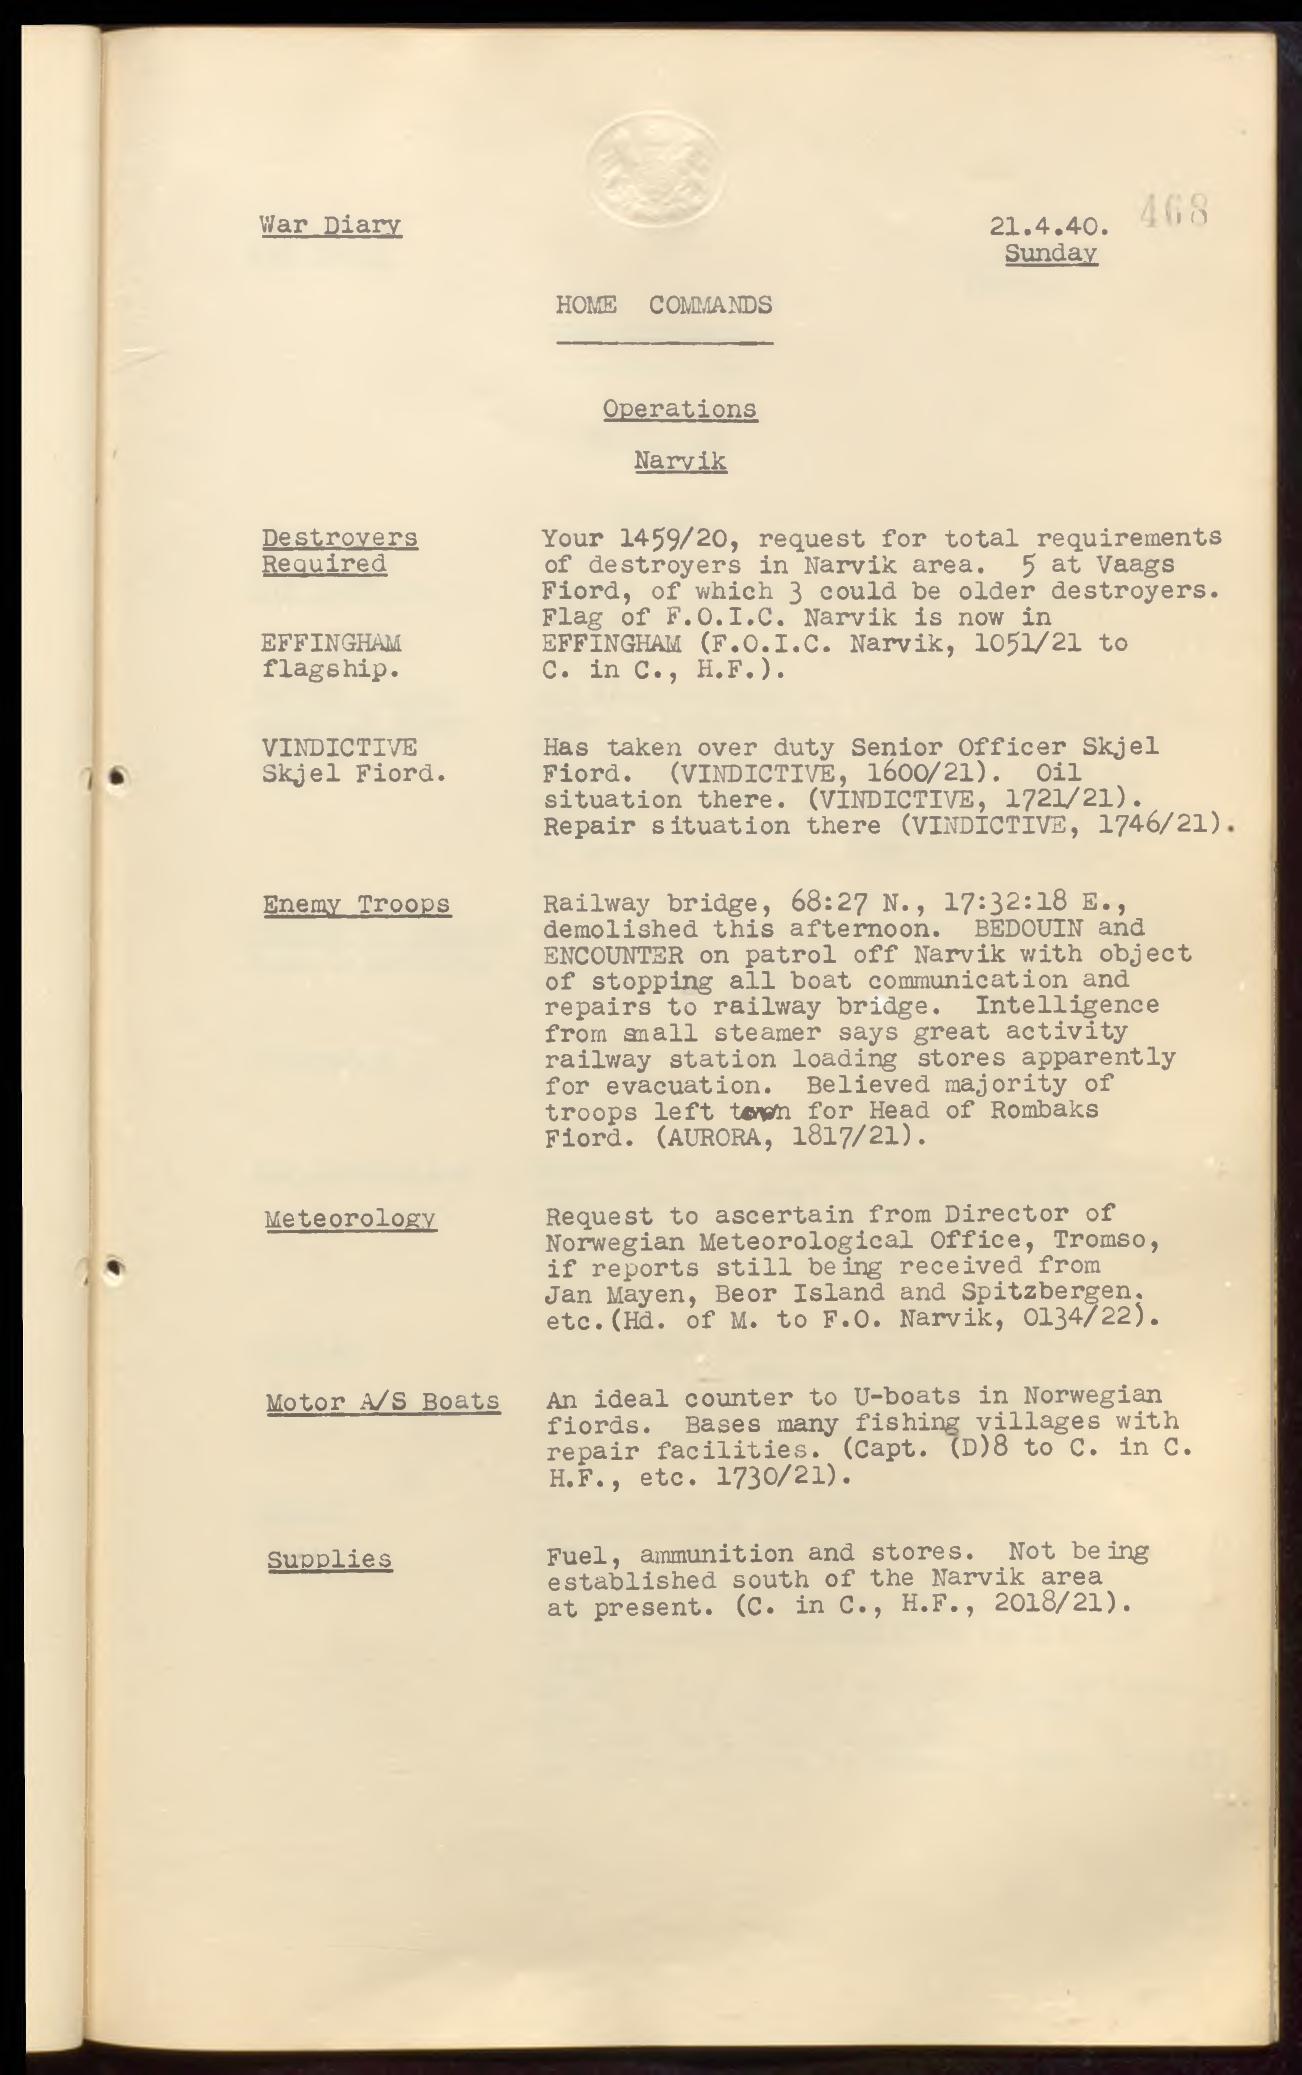 468
War Diary 21.4.40.
Sunday
HOME COMMANDS
Operations
Narvik
Destroyers Your 1459/20, request for total requirements
Required of destroyers in Narvik area. 5 at Vaags
Fiord, of which 3 could be older destroyers.
Flag of F.O.I.C. Narvik is now in
EFFINGHAM EFFINGHAM (F.O.I.C. Narvik, 1051/21 to
flagship. C. in C., H.F.).
VINDICTIVE Has taken over duty Senior Officer Skjel
Skjel Fiord. Fiord. (VINDICTIVE, 1600/21). Oil
situation there. (VINDICTIVE, 1721/21).
Repair situation there (VINDICTIVE, 1746/21).
Enemy Troops Railway bridge, 68:27 N., 17:32:18 E.,
demolished this afternoon. BEDOUIN and
ENCOUNTER on patrol off Narvik with object
of stopping all boat communication and
repairs to railway bridge. Intelligence
from small steamer says great activity
railway station loading stores apparently
for evacuation. Believed majority of
troops left town for Head of Rombaks
Fiord. (AURORA, 1817/21).
Meteorology Request to ascertain from Director of
Norwegian Meteorological Office, Tromso,
if reports still being received from
Jan Mayen, Beor Island and Spitzbergen.
etc.(Hd. of M. to F.O. Narvik, 0134/22).
Motor A/S Boats An ideal counter to U-boats in Norwegian
fiords. Bases many fishing villages with
repair facilities. (Capt. (D)8 to C. in C.
H.F., etc. 1730/21).
Supplies Fuel, ammunition and stores. Not being
established south of the Narvik area
at present. (C. in C., H.F., 2018/21).